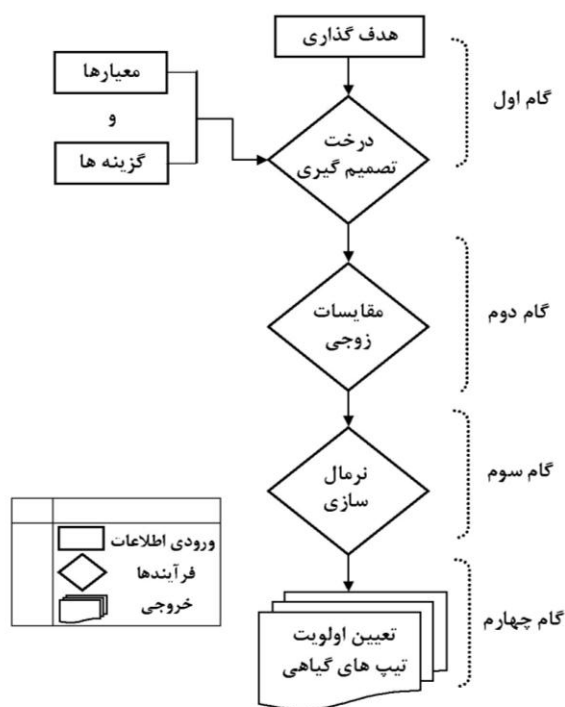 هدف گذاری
گام اول
معیارها
و
گزینه ها
درخت
تصمیم گیری
گام دوم
مقایسات
زوجی
گام سوم
نرمال
سازی
ورودی اطلاعات
فرآیندها
خروجی
گام چهارم
تعیین اولویت
تیپ های گیاهی